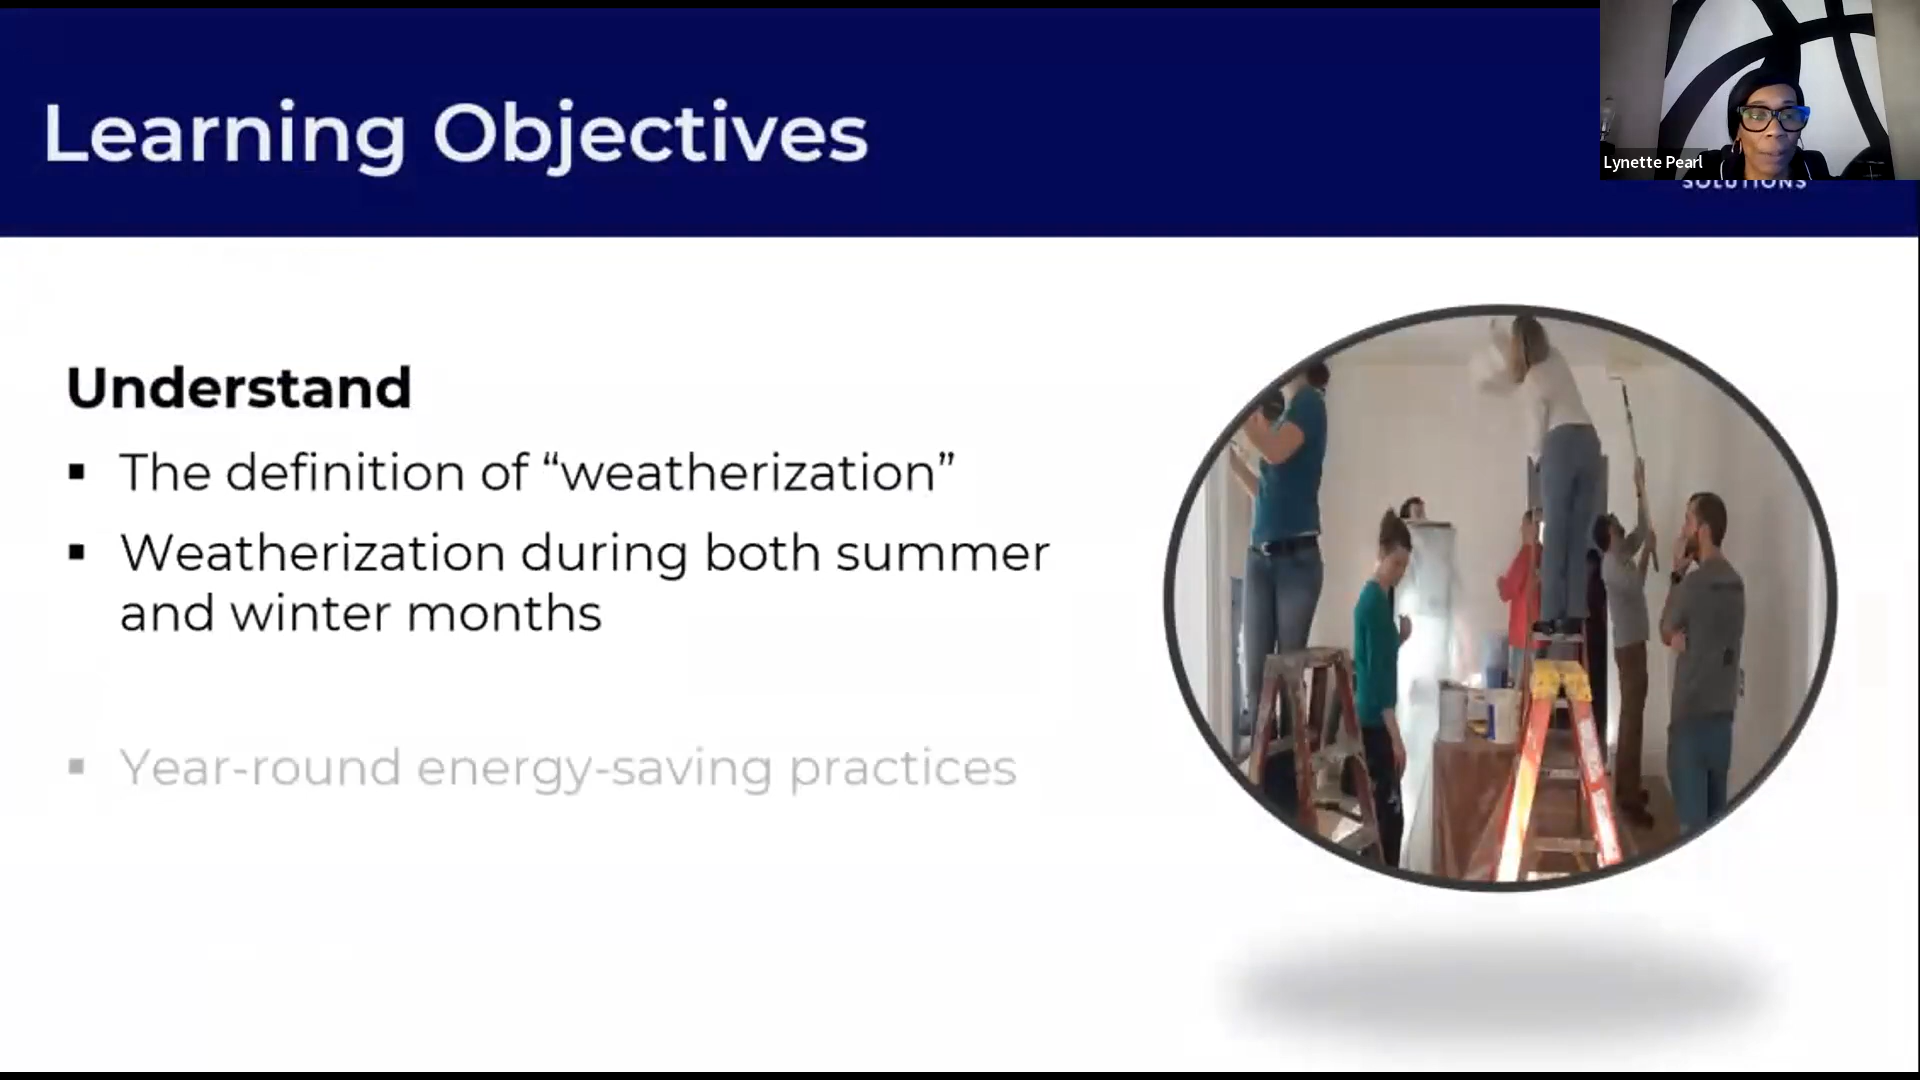 Learning Objectives
Lynette Pearl
SOLUTIONS
Understand
▪ The definition of “weatherization”
▪ Weatherization during both summer
and winter months
▪ Year-round energy-saving practices